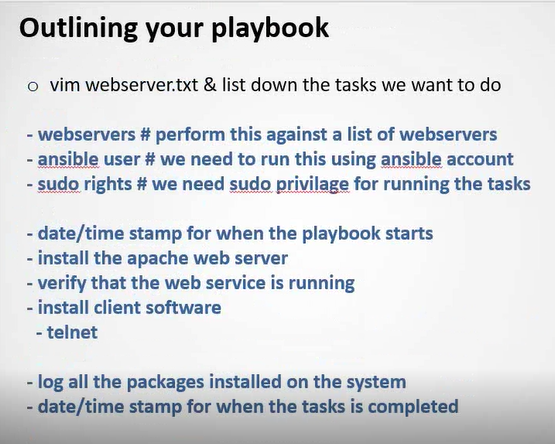 Outlining your playbook
o vim webserver.txt & list down the tasks we want to do
- webservers # perform this against a list of webservers
- ansible user # we need to run this using ansible account
- sudo rights # we need sudo privilage for running the tasks
- date/time stamp for when the playbook starts
- install the apache web server
- verify that the web service is running
- install client software
- telnet
- log all the packages installed on the system
- date/time stamp for when the tasks is completed